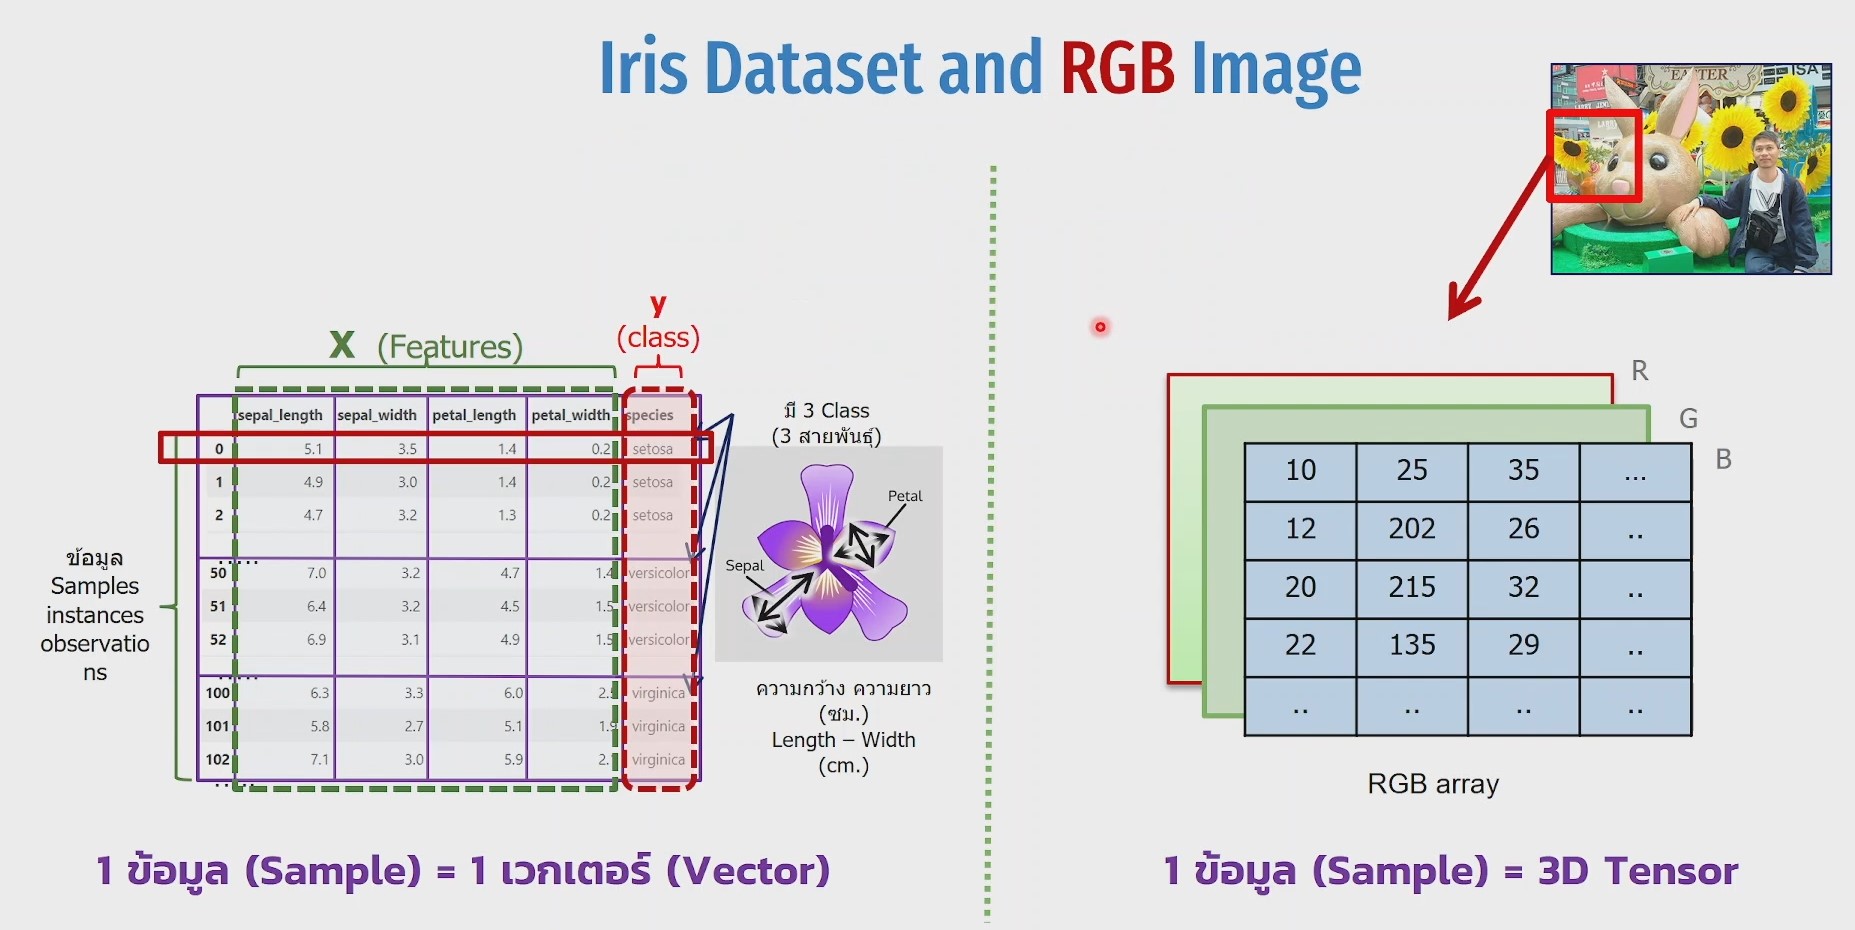 Iris Dataset and RGB Image
EASTER
X (Features)
y
(class)
sepal_length sepal_width petal_length petal_width species
0 5.1 3.5 1.4 0.2 setosa
1 4.9 3.0 1.4 0.2 setosa
2 4.7 3.2 1.3 0.2 setosa
.....
50 7.0 3.2 4.7 1.4 versicolor
51 6.4 3.2 4.5 1.5 versicolor
52 6.9 3.1 4.9 1.5 versicolor
.....
100 6.3 3.3 6.0 2. virginica
101 5.8 2.7 5.1 1.9 virginica
102 7.1 3.0 5.9 2. virginica
.....
ข้อมูล
Samples
instances
observatio
ns
มี 3 Class
(3 สายพันธุ์)
Petal
Sepal
ความกว้าง ความยาว
(ซม.)
Length – Width
(cm.)
1 ข้อมูล (Sample) = 1 เวกเตอร์ (Vector)
R
G
B
10 25 35 ...
12 202 26 ..
20 215 32 ..
22 135 29 ..
.. .. .. ..
RGB array
1 ข้อมูล (Sample) = 3D Tensor